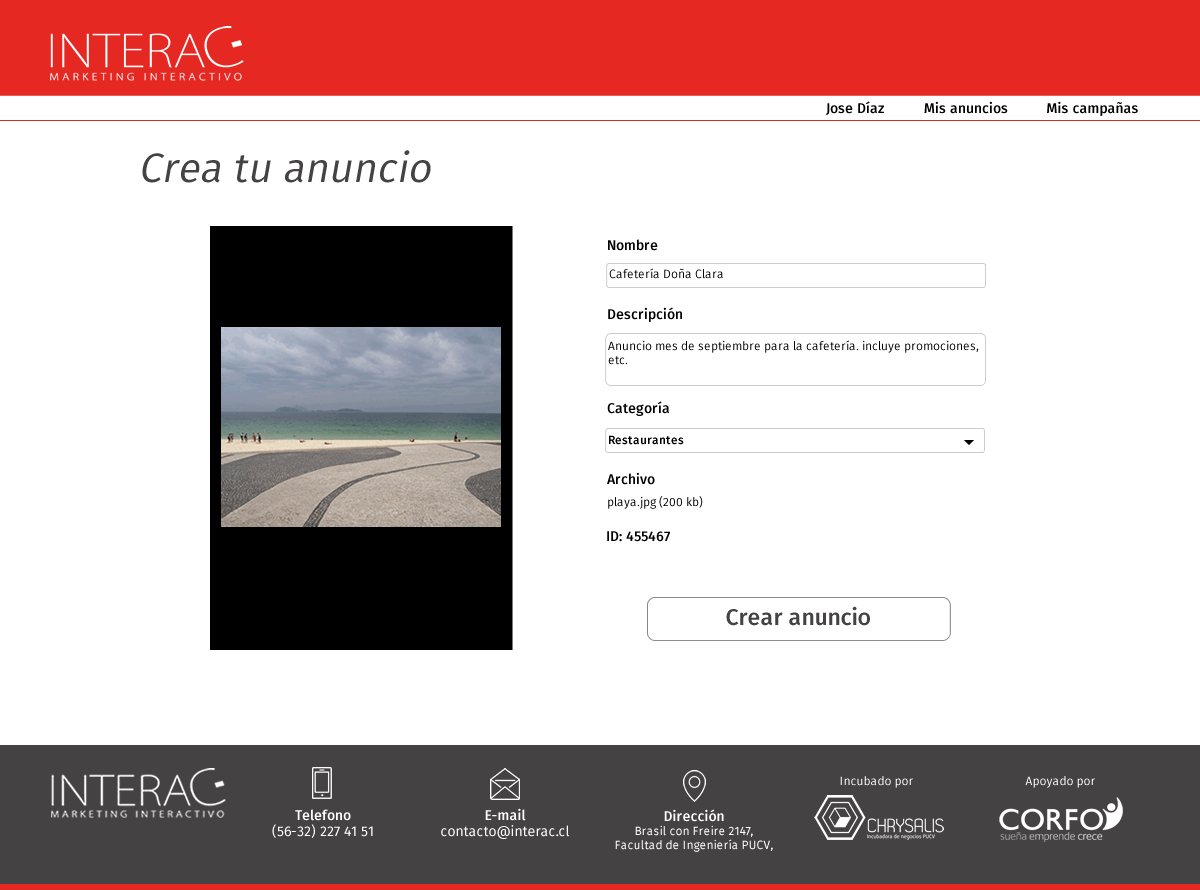 INTERAC
MARKETING INTERACTIVO
Jose Díaz
Mis anuncios
Mis campañas
Crea tu anuncio
Nombre
Cafetería Doña Clara
Descripción
Anuncio mes de septiembre para la cafetería. incluye promociones,
etc.
Categoría
Restaurantes
Archivo
playa.jpg (200 kb)
ID: 455467
Crear anuncio
INTERAC
MARKETING INTERACTIVO
Telefono
(56-32) 227 41 51
E-mail
contacto@interac.cl
Dirección
Brasil con Freire 2147,
Facultad de Ingeniería PUCV,
Incubado por
CHRYSALIS
Incubadora de negocios PUCV
Apoyado por
CORFO
sueña emprende crece